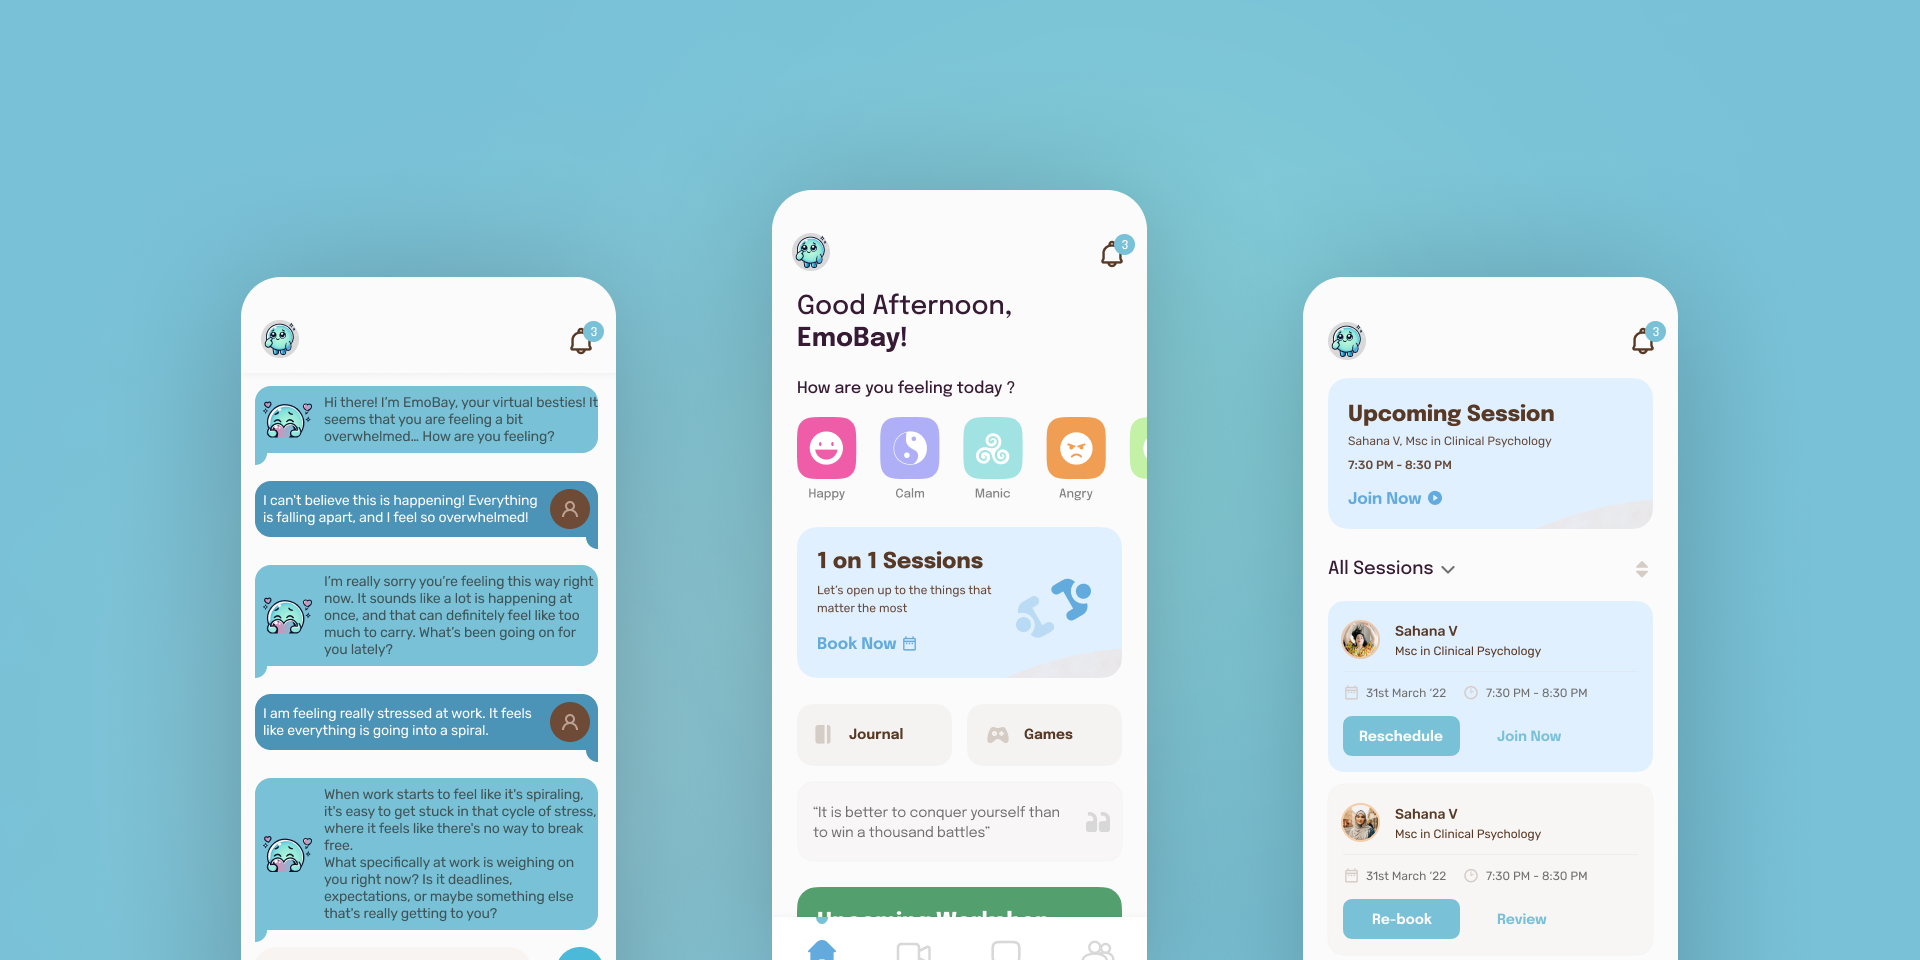 3
Hi there! I'm EmoBay, your virtual besties! It
seems that you are feeling a bit
overwhelmed... How are you feeling?
I can't believe this is happening! Everything
is falling apart, and I feel so overwhelmed!
I'm really sorry you're feeling this way right
now. It sounds like a lot is happening at
once, and that can definitely feel like too
much to carry. What's been going on for
you lately?
I am feeling really stressed at work. It feels
like everything is going into a spiral.
When work starts to feel like it's spiraling,
it's easy to get stuck in that cycle of stress,
where it feels like there's no way to break
free.
What specifically at work is weighing on
you right now? Is it deadlines,
expectations, or maybe something else
that's really getting to you?
3
Good Afternoon,
EmoBay!
How are you feeling today ?
Happy
Calm
Manic
Angry
1 on 1 Sessions
Let's open up to the things that
matter the most
Book Now
Journal
Games
“It is better to conquer yourself than
to win a thousand battles”
Upcoming Workshop
3
Upcoming Session
Sahana V, Msc in Clinical Psychology
7:30 PM - 8:30 PM
Join Now
All Sessions
Sahana V
Msc in Clinical Psychology
31st March '22
7:30 PM - 8:30 PM
Reschedule
Join Now
Sahana V
Msc in Clinical Psychology
31st March '22
7:30 PM - 8:30 PM
Re-book
Review